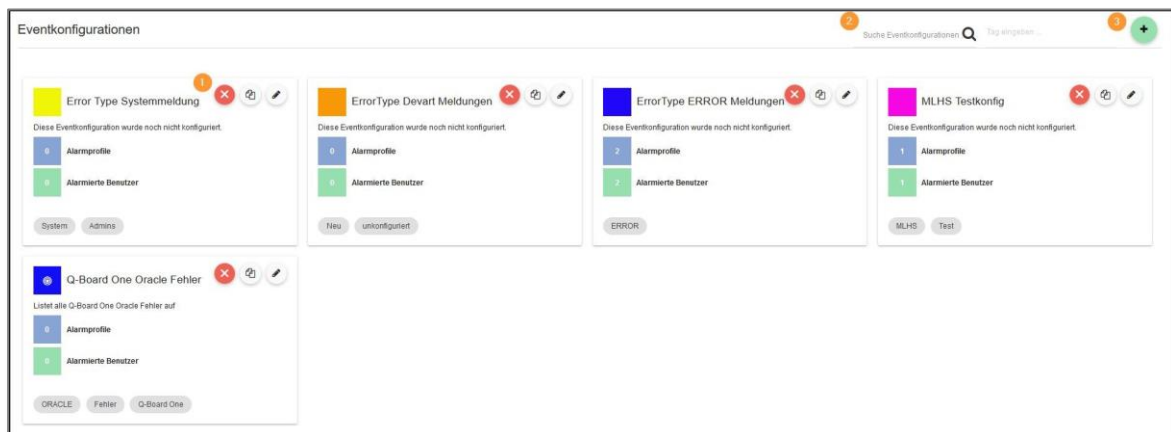 Eventkonfigurationen
2
Suche Eventkonfigurationen
Tag eingeben ...
3
+
1
Error Type Systemmeldung
Diese Eventkonfiguration wurde noch nicht konfiguriert.
0 Alarmprofile
0 Alarmierte Benutzer
System Admins
ErrorType Devart Meldungen
Diese Eventkonfiguration wurde noch nicht konfiguriert.
0 Alarmprofile
0 Alarmierte Benutzer
Neu unkonfiguriert
ErrorType ERROR Meldungen
Diese Eventkonfiguration wurde noch nicht konfiguriert.
2 Alarmprofile
2 Alarmierte Benutzer
ERROR
MLHS Testkonfig
Diese Eventkonfiguration wurde noch nicht konfiguriert.
1 Alarmprofile
1 Alarmierte Benutzer
MLHS Test
Q-Board One Oracle Fehler
Listet alle Q-Board One Oracle Fehler auf
0 Alarmprofile
0 Alarmierte Benutzer
ORACLE Fehler Q-Board One